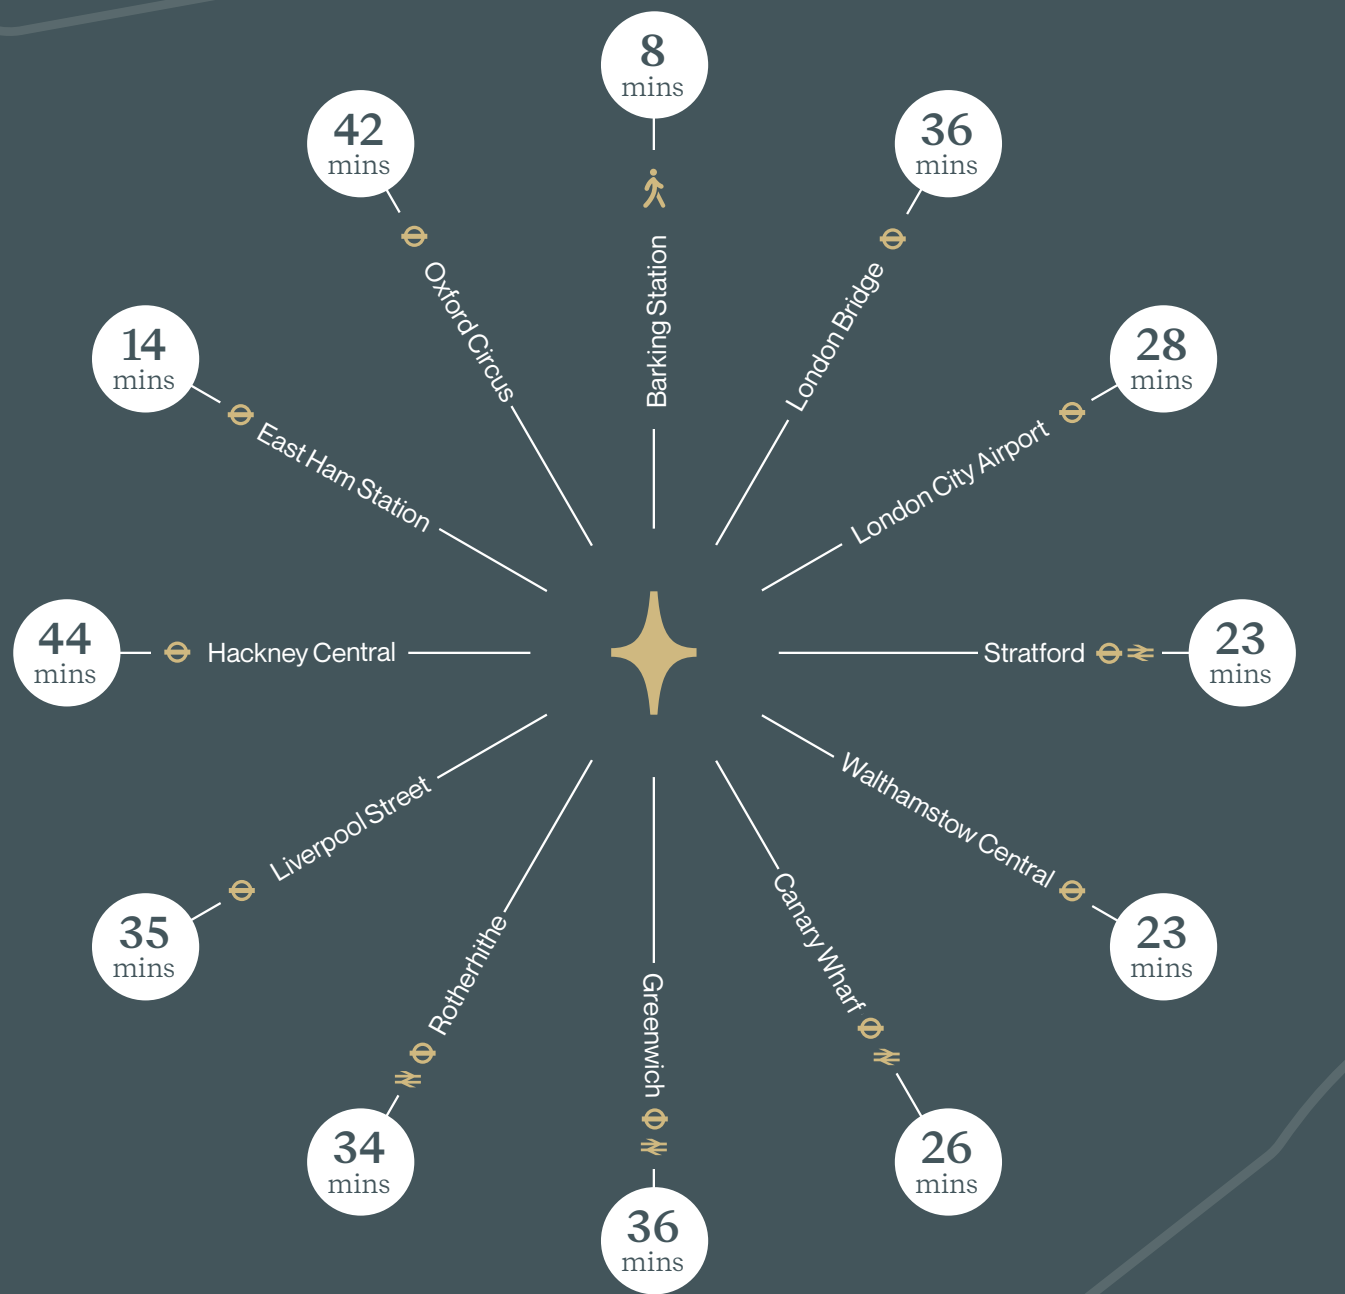 8
mins
Barking Station
36
mins
London Bridge
28
mins
London City Airport
23
mins
Stratford
23
mins
Walthamstow Central
26
mins
Canary Wharf
36
mins
Greenwich
34
mins
Rotherhithe
35
mins
Liverpool Street
44
mins
Hackney Central
14
mins
East Ham Station
42
mins
Oxford Circus